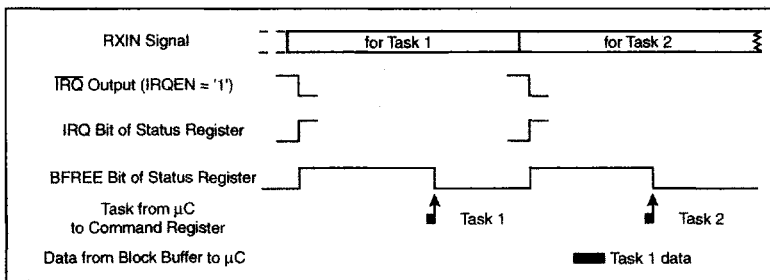 RXIN Signal
for Task 1
for Task 2
IRQ Output (IRQEN = '1')
IRQ Bit of Status Register
BFREE Bit of Status Register
Task from µC
to Command Register
Task 1
Task 2
Data from Block Buffer to µC
Task 1 data